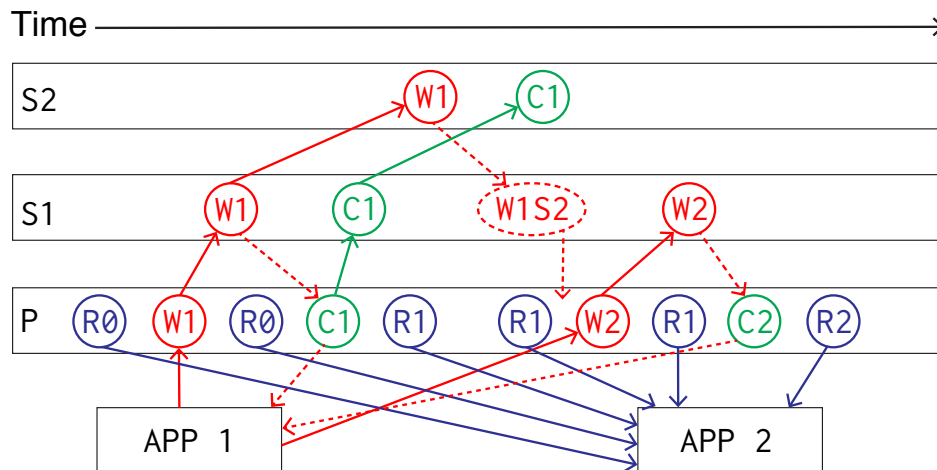 Time
S2 W1 C1
S1 W1 C1 W1S2 W2
P R0 W1 R0 C1 R1 R1 W2 R1 C2 R2
APP 1 APP 2